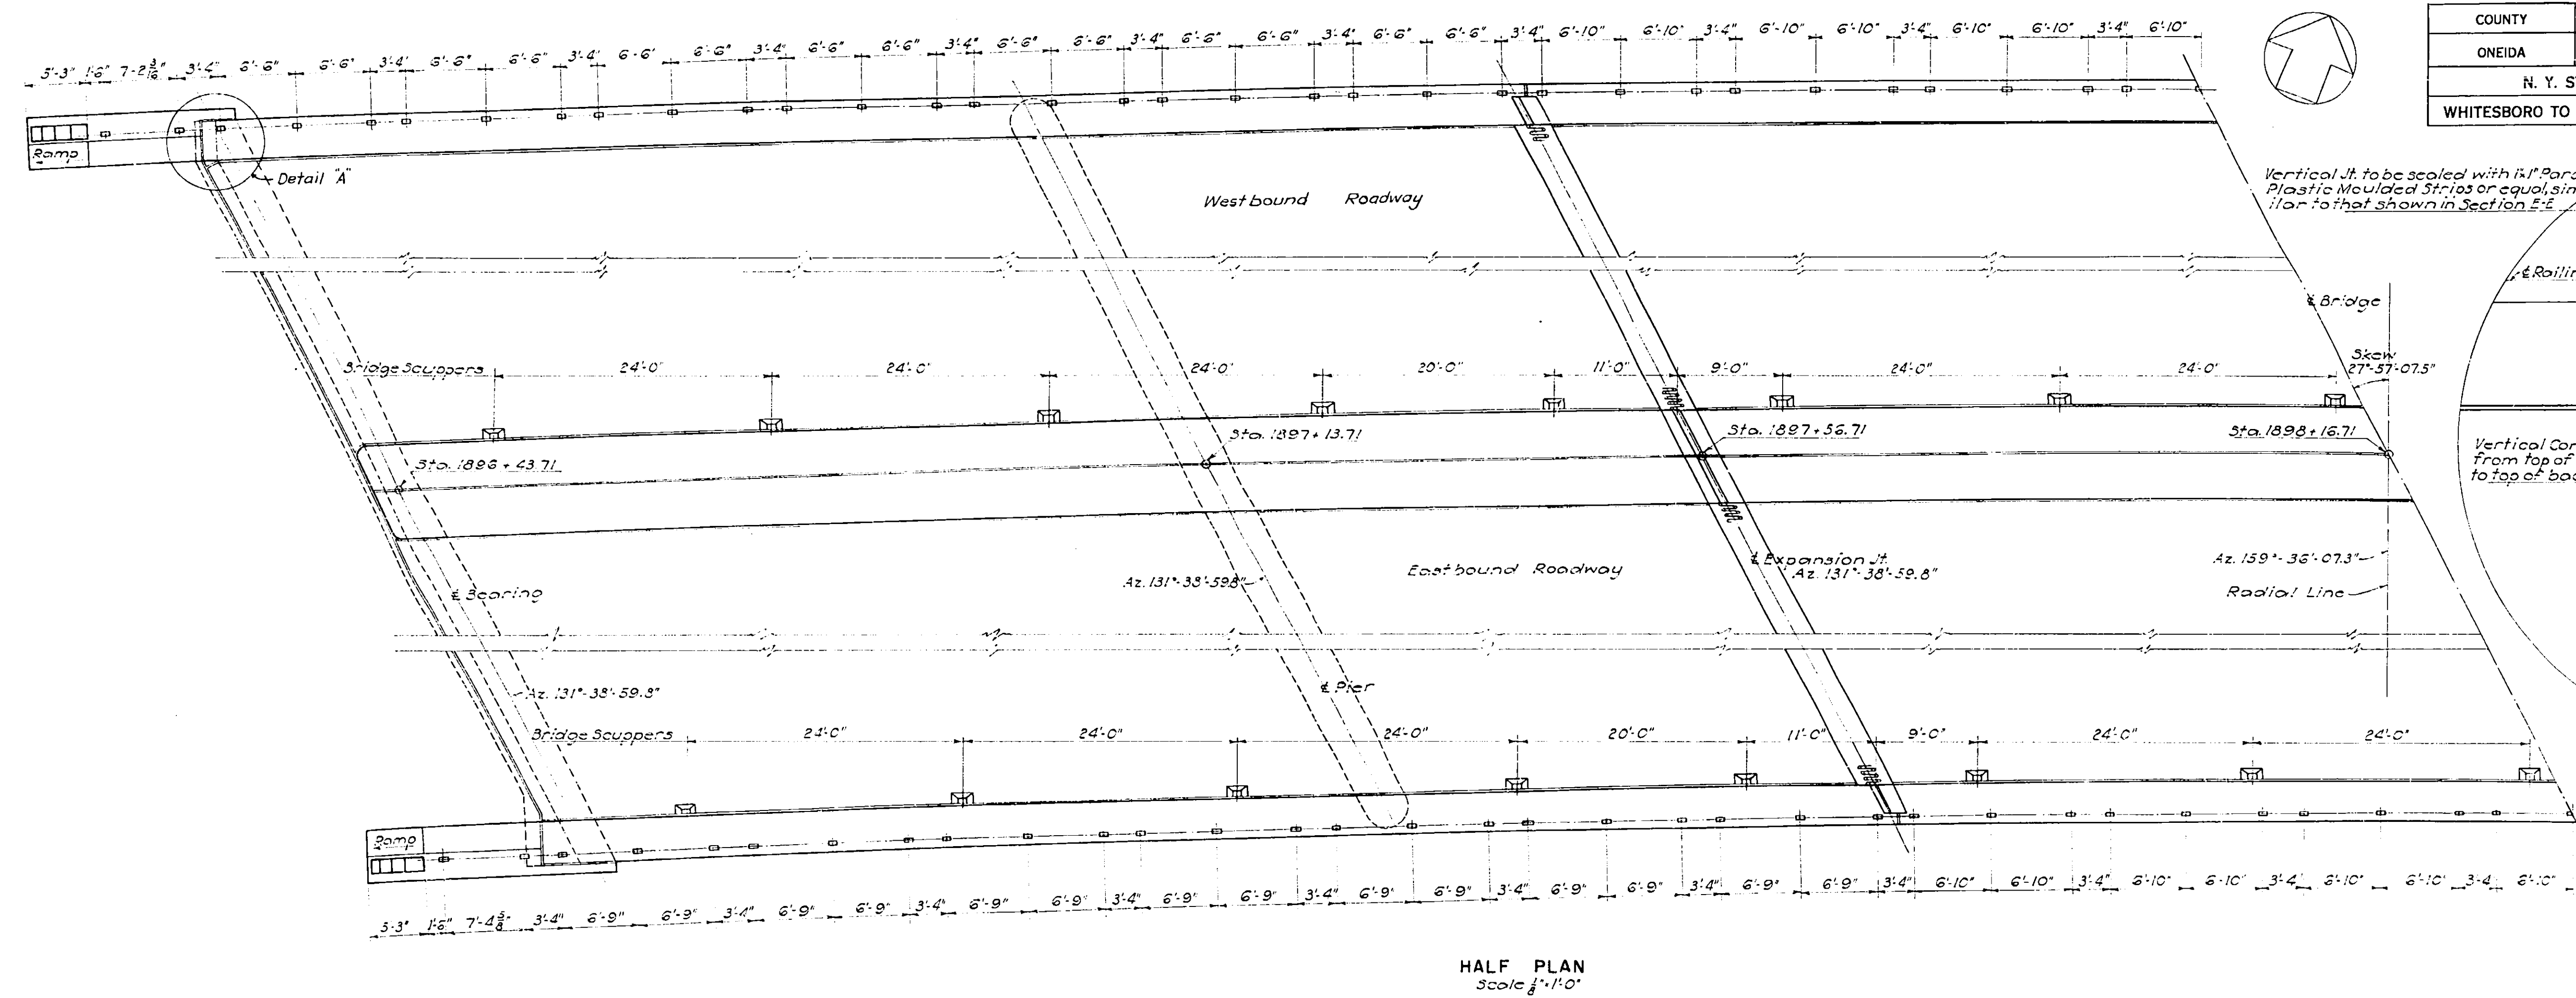 6'-6" 3'-4" 6'-6" 6'-6" 3'-4" 6'-6" 6'-6" 3'-4" 6'-6" 6'-6" 3'-4" 6'-6" 6'-6" 3'-4" 6'-6" 6'-6" 3'-4" 6'-10" 6'-10" 3'-4" 6'-10" 6'-10" 3'-4" 6'-10" 6'-10" 3'-4" 6'-10"
5'-3" 1'-6" 7'-2 3/16" 3'-4" 6'-6"
COUNTY
ONEIDA
N. Y. S
WHITESBORO TO
Ramp
Detail "A"
Westbound Roadway
Vertical Jt. to be sealed with 1"x1" Para
Plastic Moulded Strips or equal, sim
ilar to that shown in Section E-E
℄ Railin
℄ Bridge
Skew
27°-57'-07.5"
Bridge Scuppers 24'-0" 24'-0" 24'-0" 20'-0" 11'-0" 9'-0" 24'-0" 24'-0"
Sta. 1896 + 43.71
Sta. 1897 + 13.71
Sta. 1897 + 56.71
Sta. 1898 + 16.71
Vertical Con
from top of
to top of bac
℄ Bearing
Az. 131°-38'-59.8"
Eastbound Roadway
℄ Expansion Jt.
Az. 131°-38'-59.8"
Az. 159°-36'-07.3"
Radial Line
Az. 131°-38'-59.8"
℄ Pier
Bridge Scuppers 24'-0" 24'-0" 24'-0" 20'-0" 11'-0" 9'-0" 24'-0" 24'-0"
Ramp
5'-3" 1'-6" 7'-4 5/8" 3'-4" 6'-9" 6'-9" 3'-4" 6'-9" 6'-9" 3'-4" 6'-9" 6'-9" 3'-4" 6'-9" 6'-9" 3'-4" 6'-9" 6'-9" 3'-4" 6'-9" 6'-9" 3'-4" 6'-9" 6'-9" 3'-4" 6'-10" 6'-10" 3'-4" 6'-10" 6'-10" 3'-4" 6'-10" 6'-10" 3'-4 6'-10"
HALF PLAN
Scale 1/8"=1'-0"